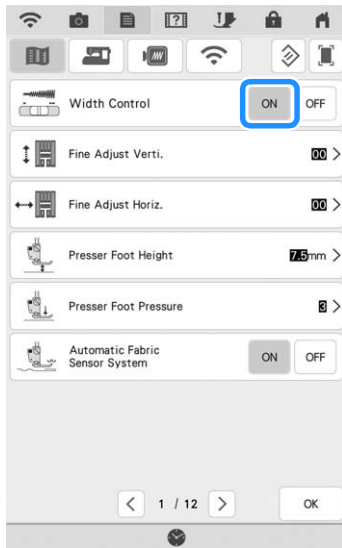 Width Control ON OFF
Fine Adjust Verti. 00 >
Fine Adjust Horiz. 00 >
Presser Foot Height 7.5mm >
Presser Foot Pressure 3 >
Automatic Fabric
Sensor System ON OFF
< 1 / 12 > OK